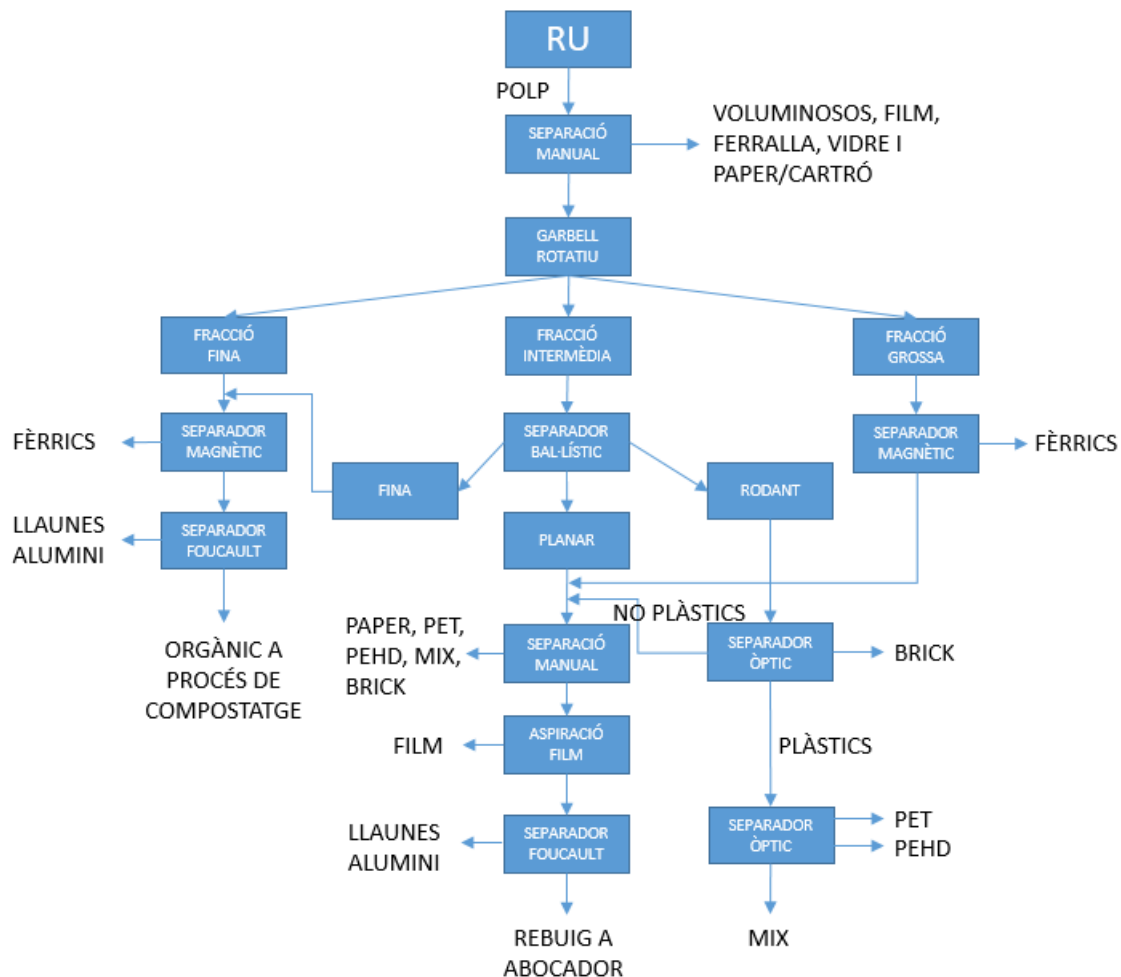 RU
POLP
SEPARACIÓ
MANUAL
VOLUMINOSOS, FILM,
FERRALLA, VIDRE I
PAPER/CARTRÓ
GARBELL
ROTATIU
FRACCIÓ
FINA
FRACCIÓ
INTERMÈDIA
FRACCIÓ
GROSSA
FÈRRICS
SEPARADOR
MAGNÈTIC
SEPARADOR
BAL·LÍSTIC
SEPARADOR
MAGNÈTIC
FÈRRICS
FINA
RODANT
LLAUNES
ALUMINI
SEPARADOR
FOUCAULT
PLANAR
NO PLÀSTICS
ORGÀNIC A
PROCÉS DE
COMPOSTATGE
PAPER, PET,
PEHD, MIX,
BRICK
SEPARACIÓ
MANUAL
SEPARADOR
ÒPTIC
BRICK
FILM
ASPIRACIÓ
FILM
PLÀSTICS
LLAUNES
ALUMINI
SEPARADOR
FOUCAULT
SEPARADOR
ÒPTIC
PET
PEHD
REBUIG A
ABOCADOR
MIX